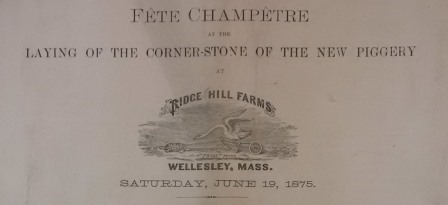 FÊTE CHAMPÊTRE
AT THE
LAYING OF THE CORNER-STONE OF THE NEW PIGGERY
AT
RIDGE HILL FARMS
WELLESLEY, MASS.
SATURDAY, JUNE 19, 1875.